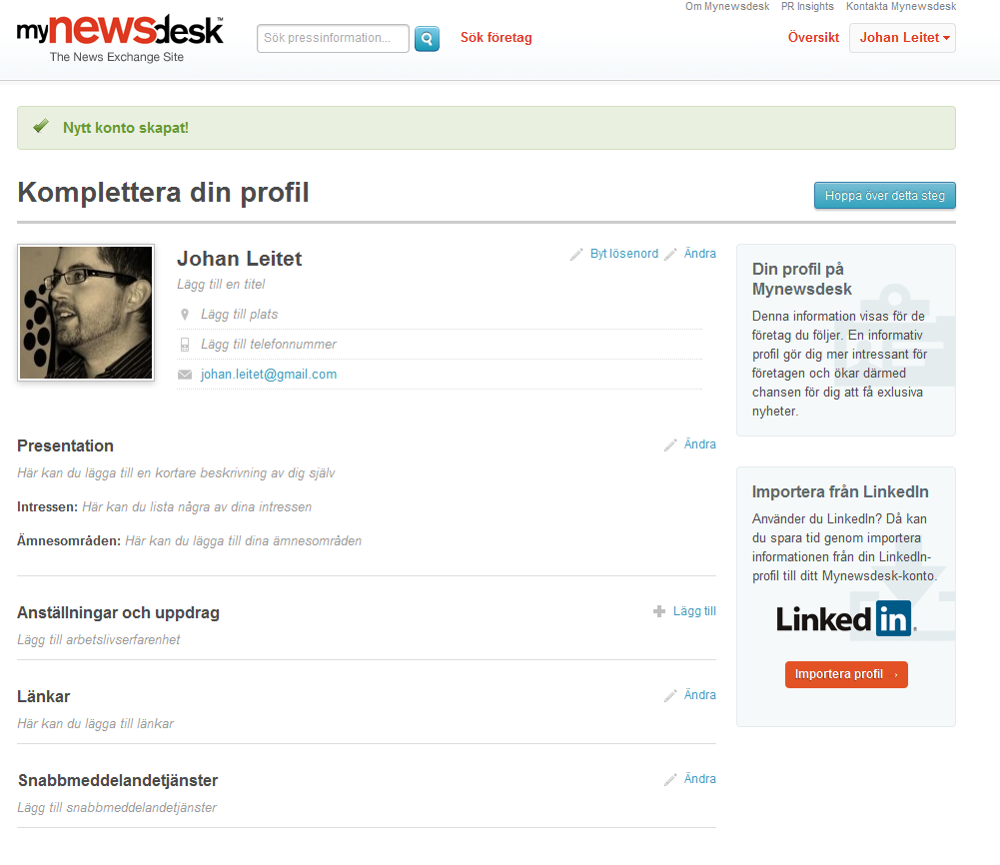 Om Mynewsdesk PR Insights Kontakta Mynewsdesk
mynewsdesk™
The News Exchange Site
Sök pressinformation...
Sök företag
Översikt
Johan Leitet
Nytt konto skapat!
Komplettera din profil
Hoppa över detta steg
Johan Leitet
Byt lösenord
Ändra
Lägg till en titel
Lägg till plats
Lägg till telefonnummer
johan.leitet@gmail.com
Presentation
Ändra
Här kan du lägga till en kortare beskrivning av dig själv
Intressen: Här kan du lista några av dina intressen
Ämnesområden: Här kan du lägga till dina ämnesområden
Anställningar och uppdrag
Lägg till
Lägg till arbetslivserfarenhet
Länkar
Ändra
Här kan du lägga till länkar
Snabbmeddelandetjänster
Ändra
Lägg till snabbmeddelandetjänster
Din profil på
Mynewsdesk
Denna information visas för de
företag du följer. En informativ
profil gör dig mer intressant för
företagen och ökar därmed
chansen för dig att få exlusiva
nyheter.
Importera från LinkedIn
Använder du LinkedIn? Då kan
du spara tid genom importera
informationen från din LinkedIn-
profil till ditt Mynewsdesk-konto.
Linked in®
Importera profil →